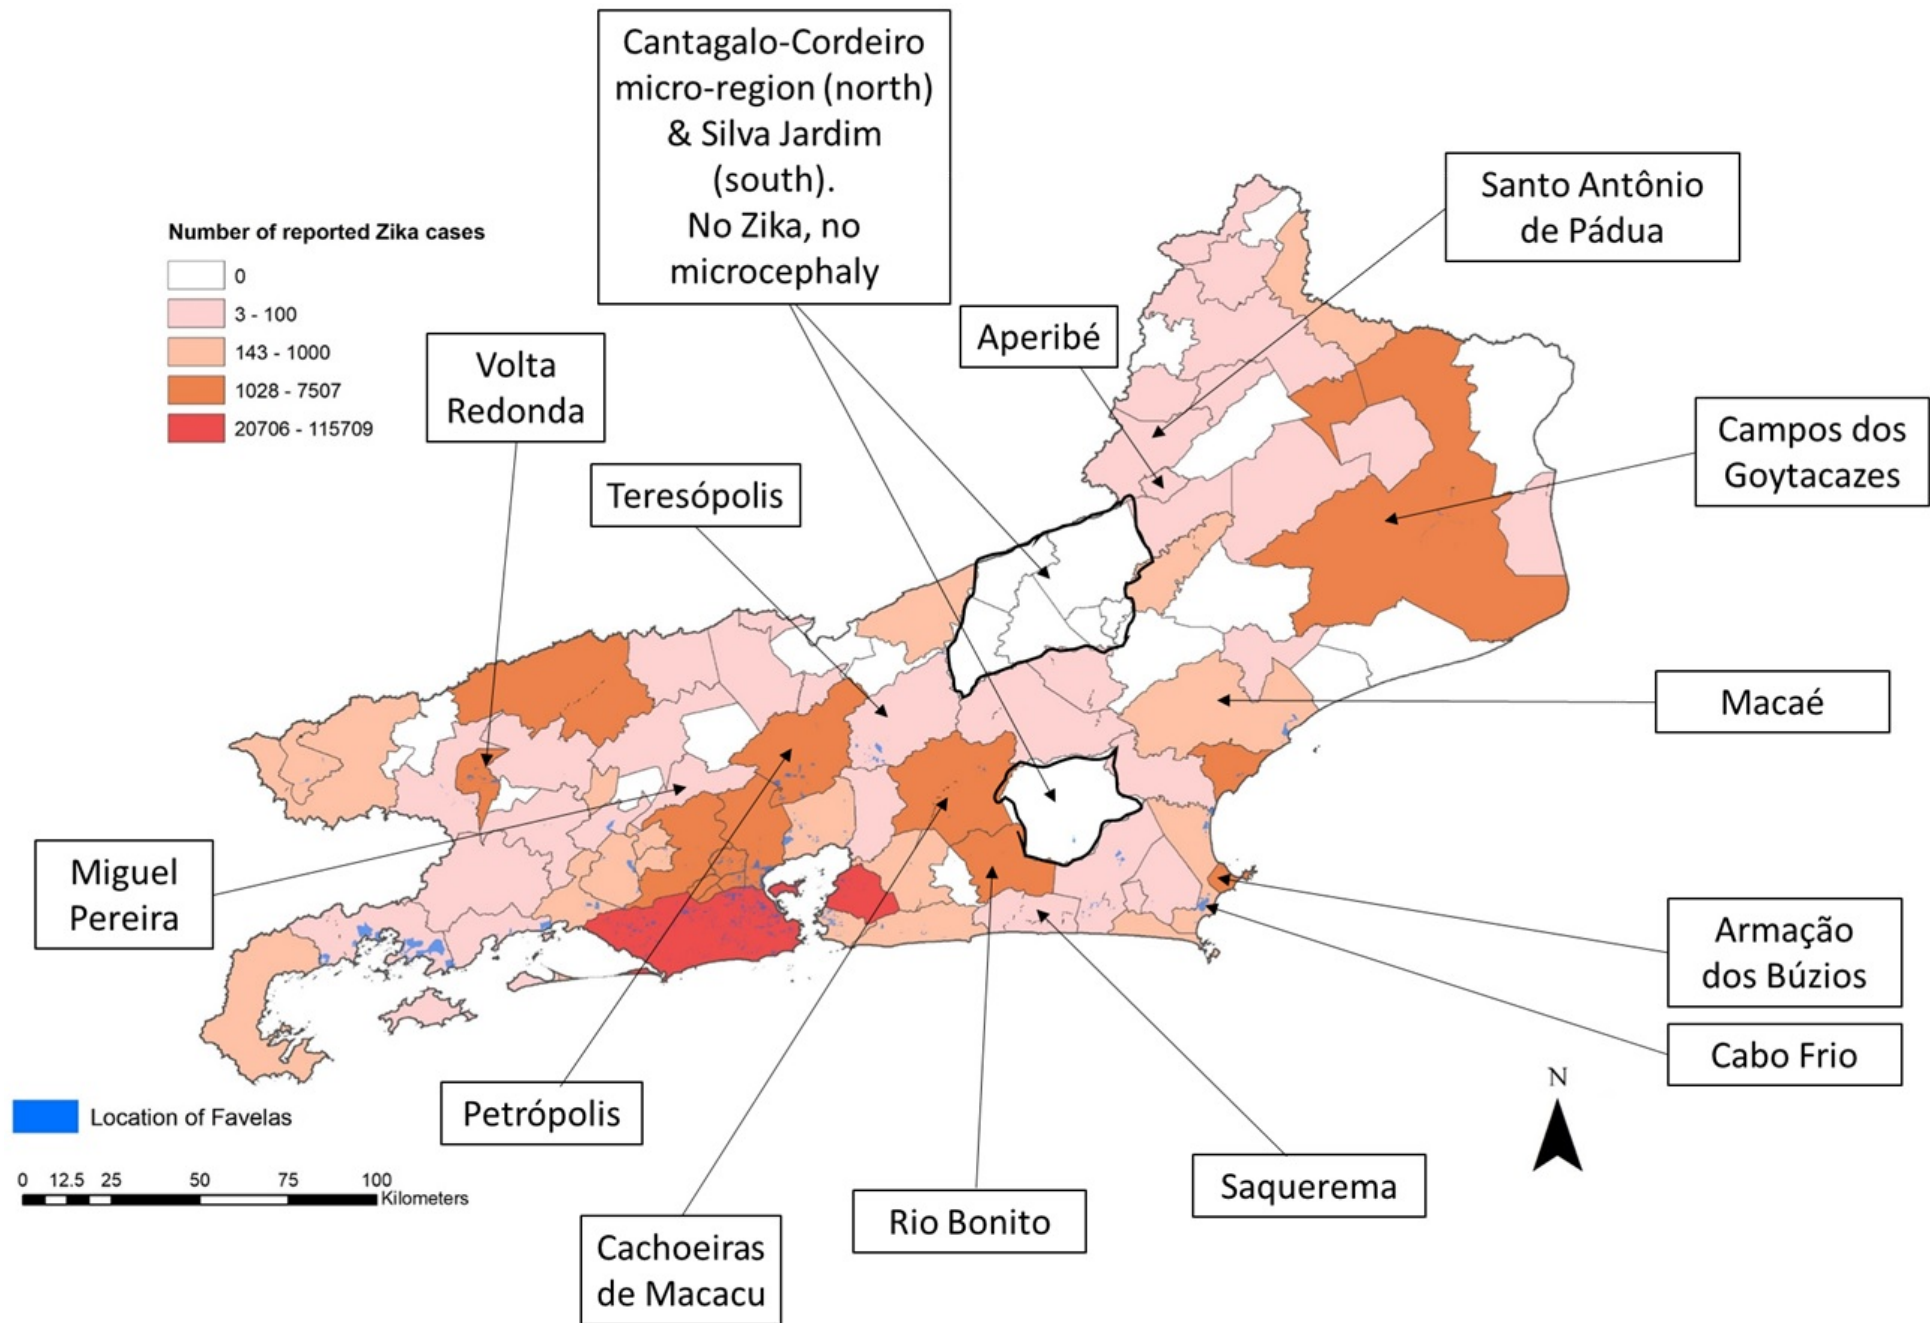 Cantagalo-Cordeiro
micro-region (north)
& Silva Jardim
(south).
No Zika, no
microcephaly
Santo Antônio
de Pádua
Number of reported Zika cases
0
3 - 100
143 - 1000
1028 - 7507
20706 - 115709
Aperibé
Volta
Redonda
Campos dos
Goytacazes
Teresópolis
Macaé
Miguel
Pereira
Armação
dos Búzios
Cabo Frio
N
Petrópolis
Location of Favelas
0 12.5 25 50 75 100
Kilometers
Saquerema
Rio Bonito
Cachoeiras
de Macacu